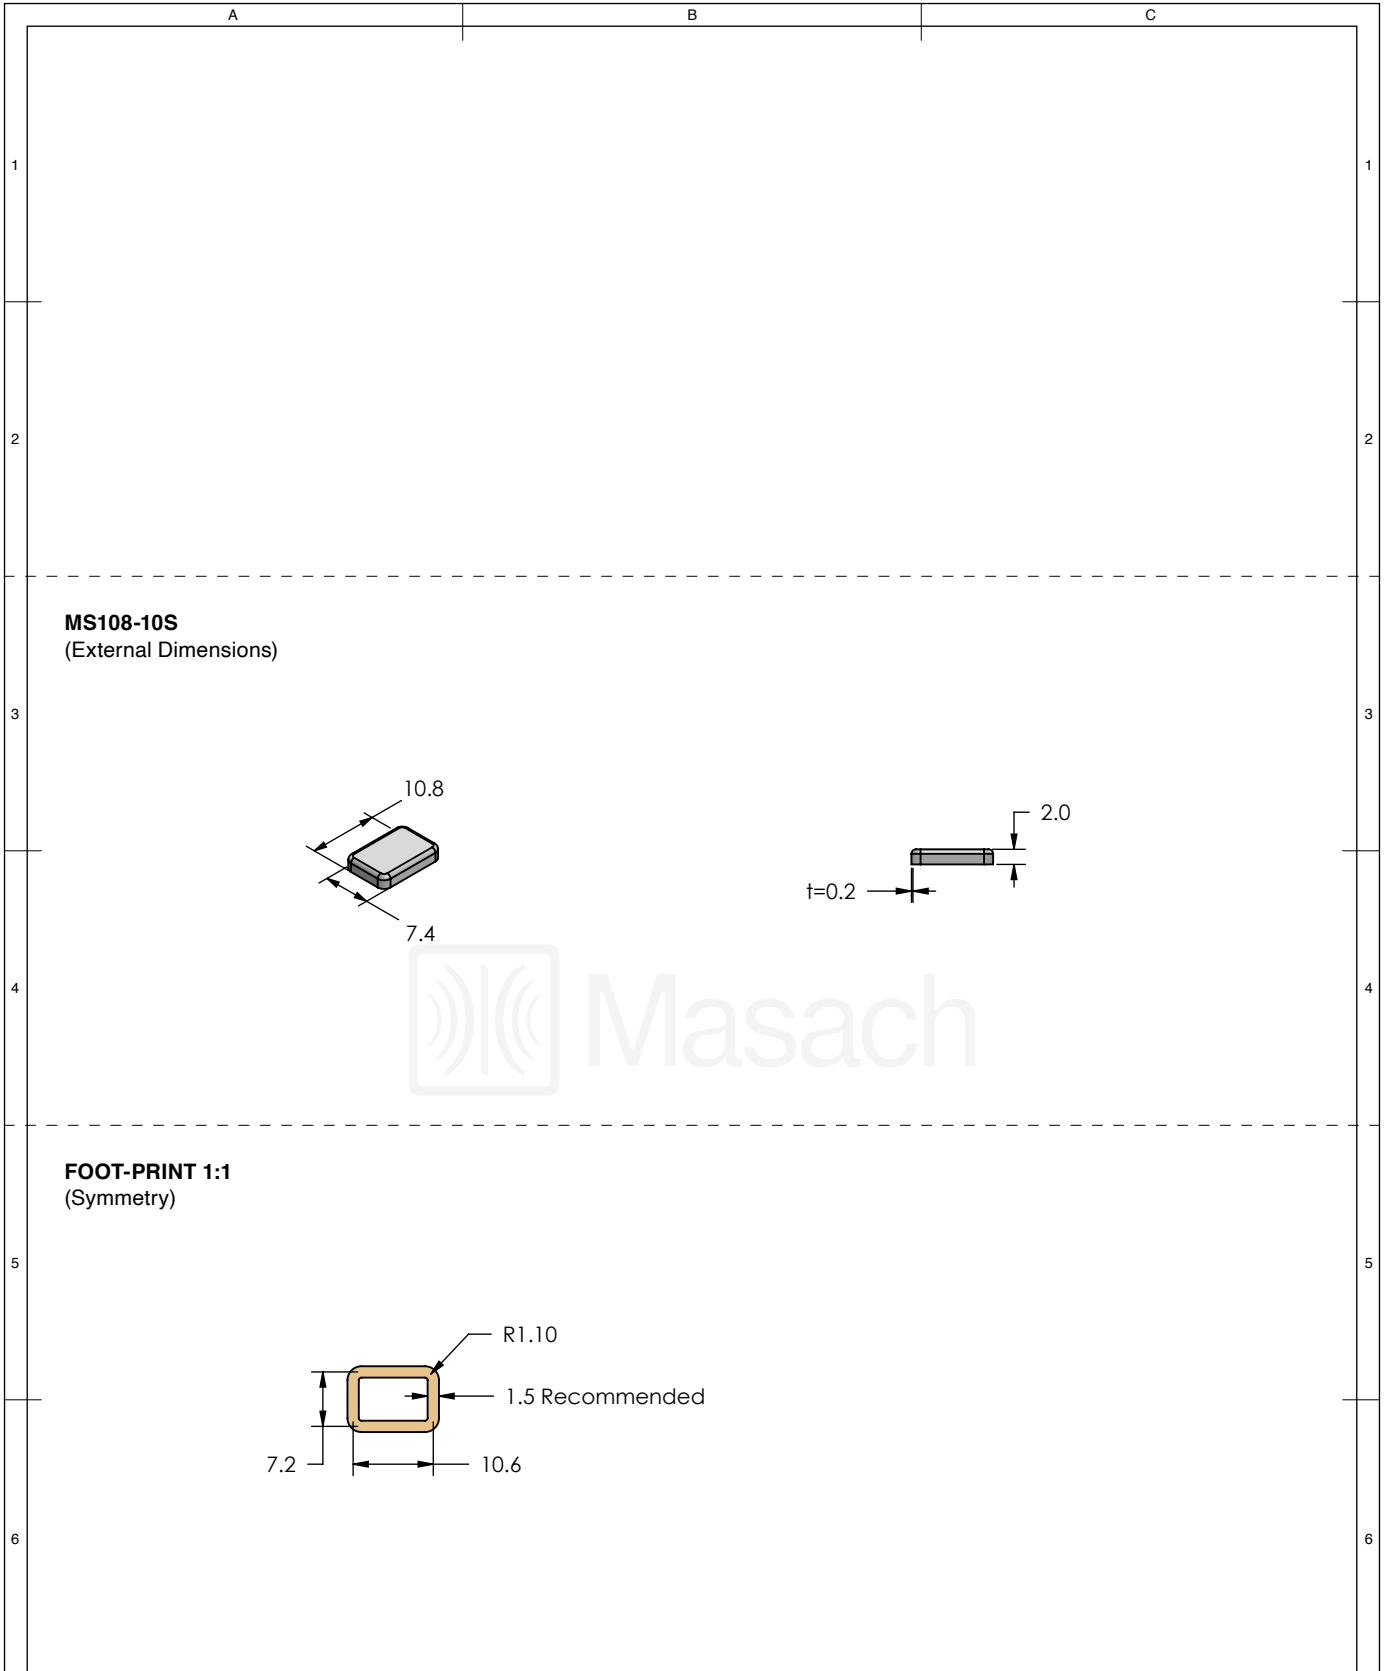 A B C
1 1
2 2
MS108-10S
(External Dimensions)
3 3
10.8
2.0
t=0.2
7.4
Masach
4 4
FOOT-PRINT 1:1
(Symmetry)
5 5
R1.10
1.5 Recommended
7.2 10.6
6 6